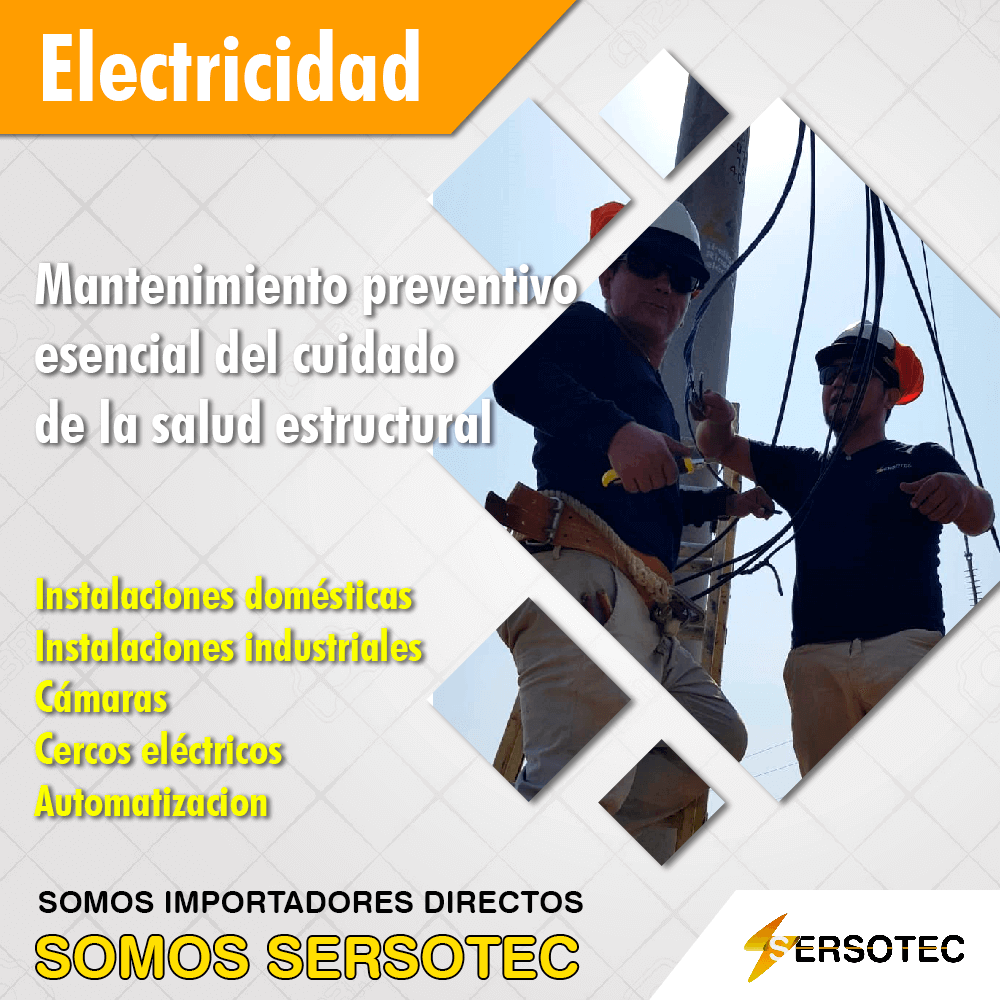 Electricidad
Mantenimiento preventivo
esencial del cuidado
de la salud estructural
Instalaciones domésticas
Instalaciones industriales
Cámaras
Cercos eléctricos
Automatizacion
SOMOS IMPORTADORES DIRECTOS
SOMOS SERSOTEC
SERSOTEC